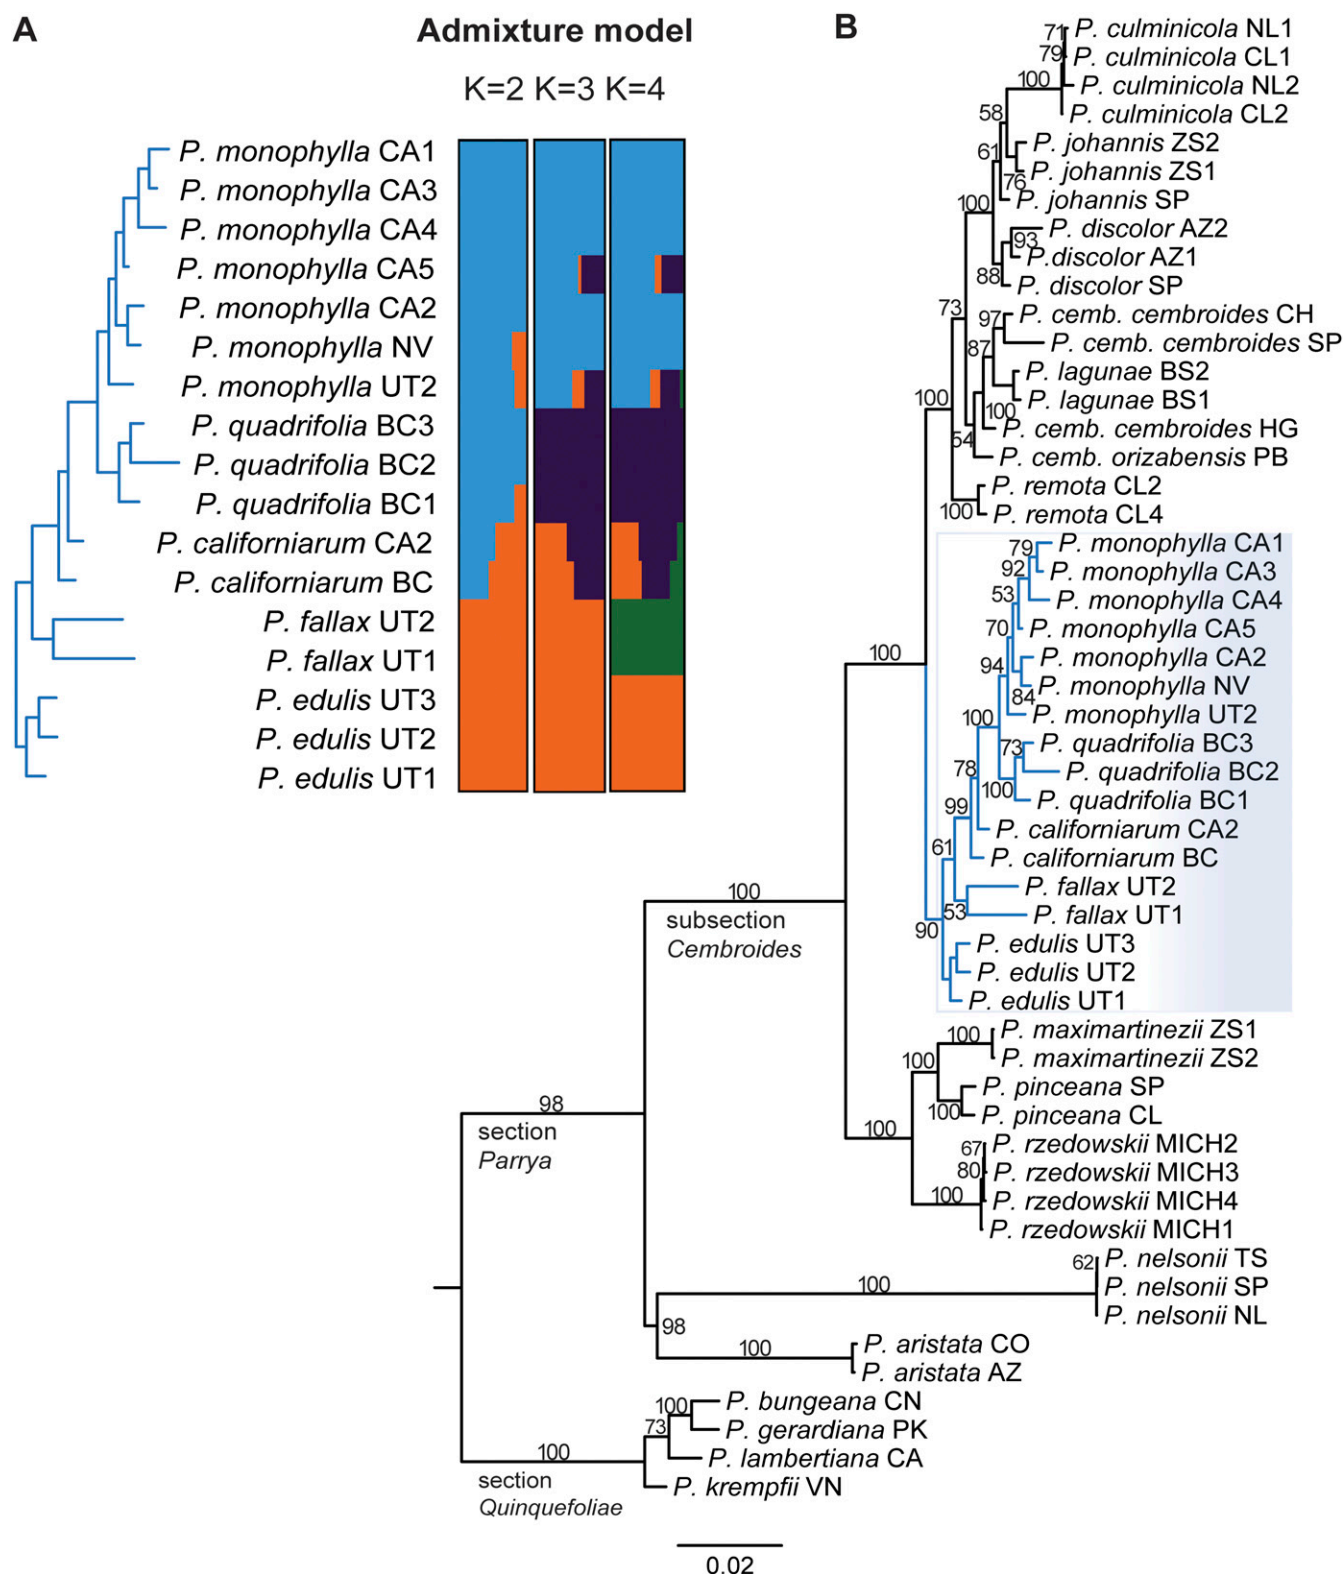 A
Admixture model
K=2 K=3 K=4
P. monophylla CA1
P. monophylla CA3
P. monophylla CA4
P. monophylla CA5
P. monophylla CA2
P. monophylla NV
P. monophylla UT2
P. quadrifolia BC3
P. quadrifolia BC2
P. quadrifolia BC1
P. californiarum CA2
P. californiarum BC
P. fallax UT2
P. fallax UT1
P. edulis UT3
P. edulis UT2
P. edulis UT1
B
71
P. culminicola NL1
79
P. culminicola CL1
100
P. culminicola NL2
58
P. culminicola CL2
P. johannis ZS2
61
P. johannis ZS1
76
P. johannis SP
100
P. discolor AZ2
93
P.discolor AZ1
88
P. discolor SP
73
97
P. cemb. cembroides CH
P. cemb. cembroides SP
87
P. lagunae BS2
100
P. lagunae BS1
100
P. cemb. cembroides HG
54
P. cemb. orizabensis PB
P. remota CL2
100
P. remota CL4
79
P. monophylla CA1
92
P. monophylla CA3
53
P. monophylla CA4
70
P. monophylla CA5
94
P. monophylla CA2
P. monophylla NV
84
P. monophylla UT2
100
73
P. quadrifolia BC3
78
P. quadrifolia BC2
100
P. quadrifolia BC1
99
P. californiarum CA2
61
P. californiarum BC
P. fallax UT2
53
P. fallax UT1
90
P. edulis UT3
P. edulis UT2
P. edulis UT1
100
100
subsection
Cembroides
100
P. maximartinezii ZS1
100
P. maximartinezii ZS2
P. pinceana SP
100
P. pinceana CL
100
67
P. rzedowskii MICH2
80
P. rzedowskii MICH3
100
P. rzedowskii MICH4
P. rzedowskii MICH1
98
section
Parrya
62
P. nelsonii TS
100
P. nelsonii SP
P. nelsonii NL
98
P. aristata CO
100
P. aristata AZ
100
P. bungeana CN
73
P. gerardiana PK
100
P. lambertiana CA
section
Quinquefoliae
P. krempfii VN
0.02